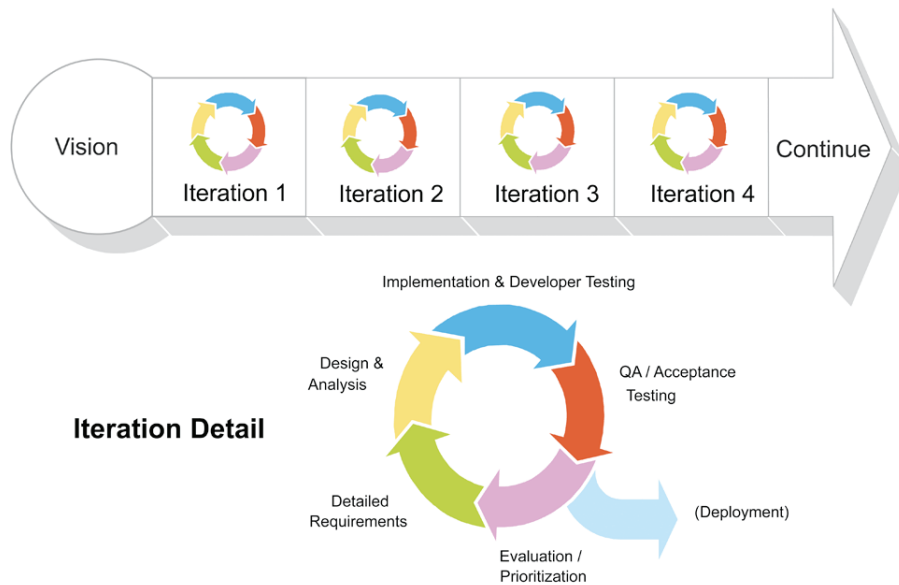 Vision
Iteration 1
Iteration 2
Iteration 3
Iteration 4
Continue
Iteration Detail
Implementation & Developer Testing
QA / Acceptance
Testing
(Deployment)
Evaluation /
Prioritization
Detailed
Requirements
Design &
Analysis